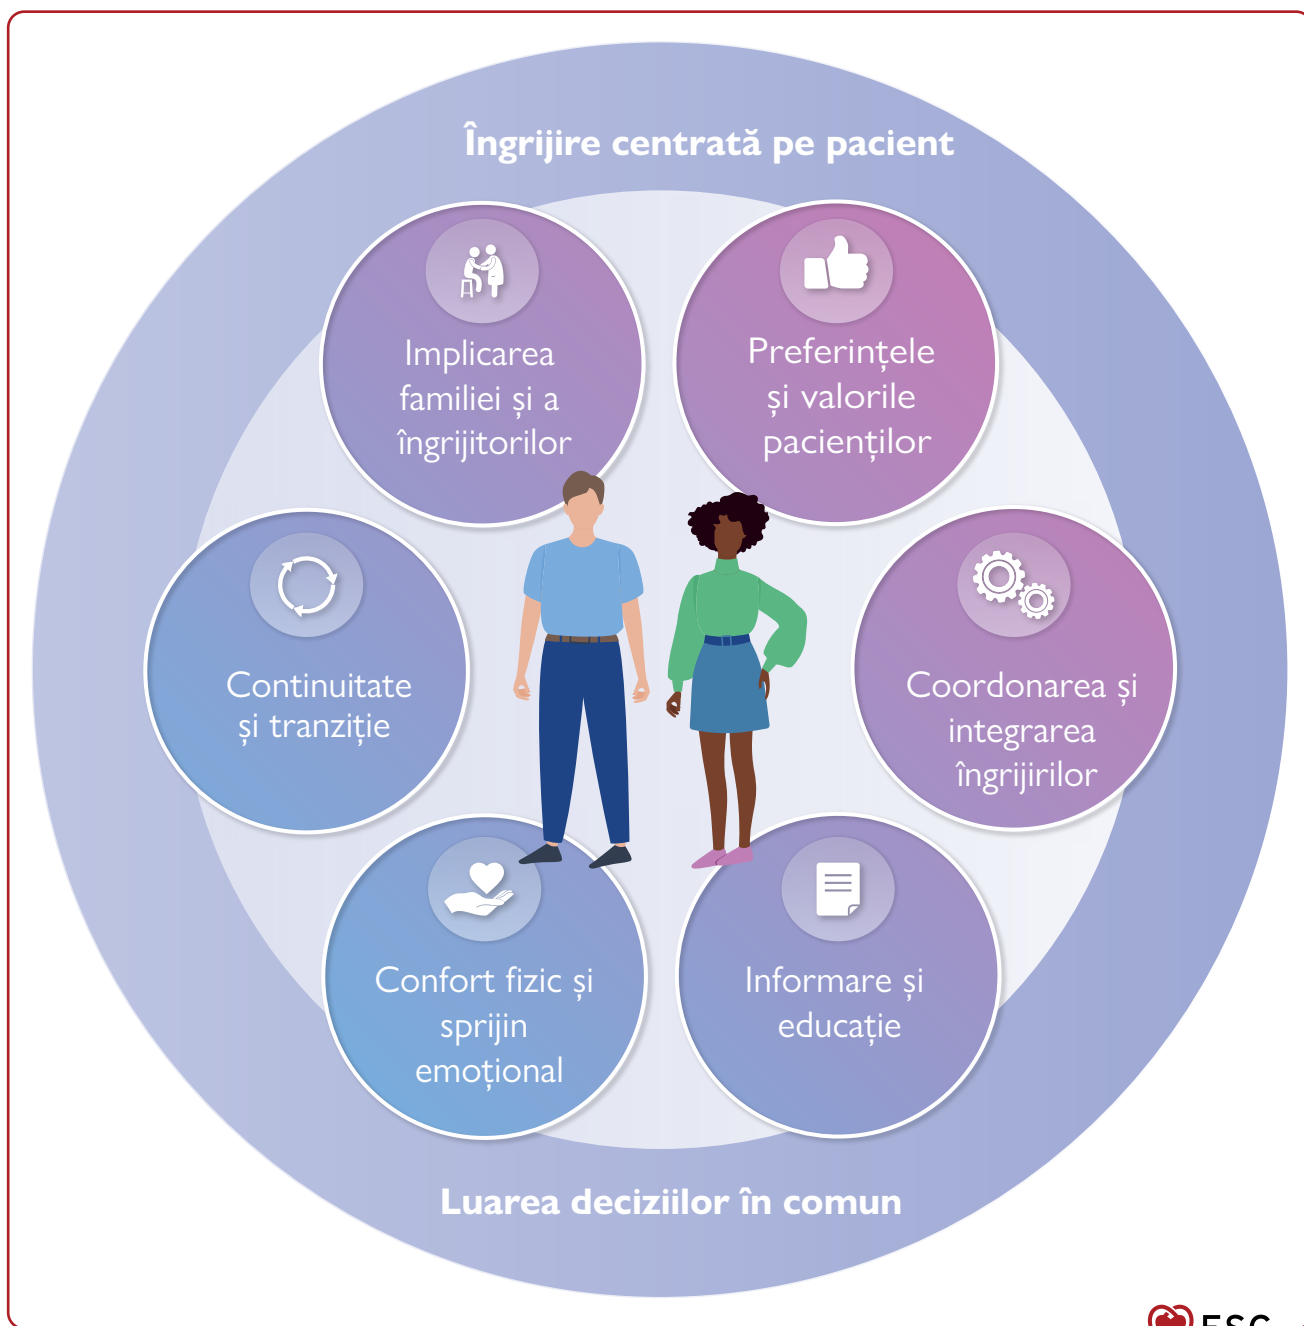 Îngrijire centrată pe pacient
Implicarea
familiei și a
îngrijitorilor
Preferințele
și valorile
pacienților
Continuitate
și tranziție
Coordonarea și
integrarea
îngrijirilor
Confort fizic și
sprijin
emoțional
Informare și
educație
Luarea deciziilor în comun
ESC